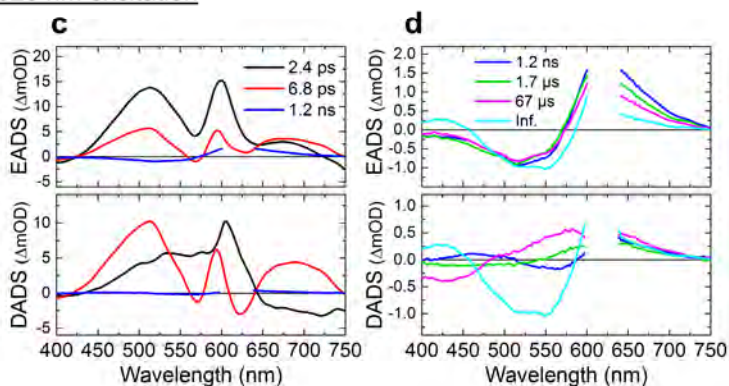 c
d
EADS (ΔmOD)
20
15
10
5
0
-5
2.4 ps
6.8 ps
1.2 ns
EADS (ΔmOD)
2.0
1.5
1.0
0.5
0.0
-0.5
-1.0
1.2 ns
1.7 μs
67 μs
Inf.
DADS (ΔmOD)
10
5
0
-5
400 450 500 550 600 650 700 750
Wavelength (nm)
DADS (ΔmOD)
1.0
0.5
0.0
-0.5
-1.0
400 450 500 550 600 650 700 750
Wavelength (nm)